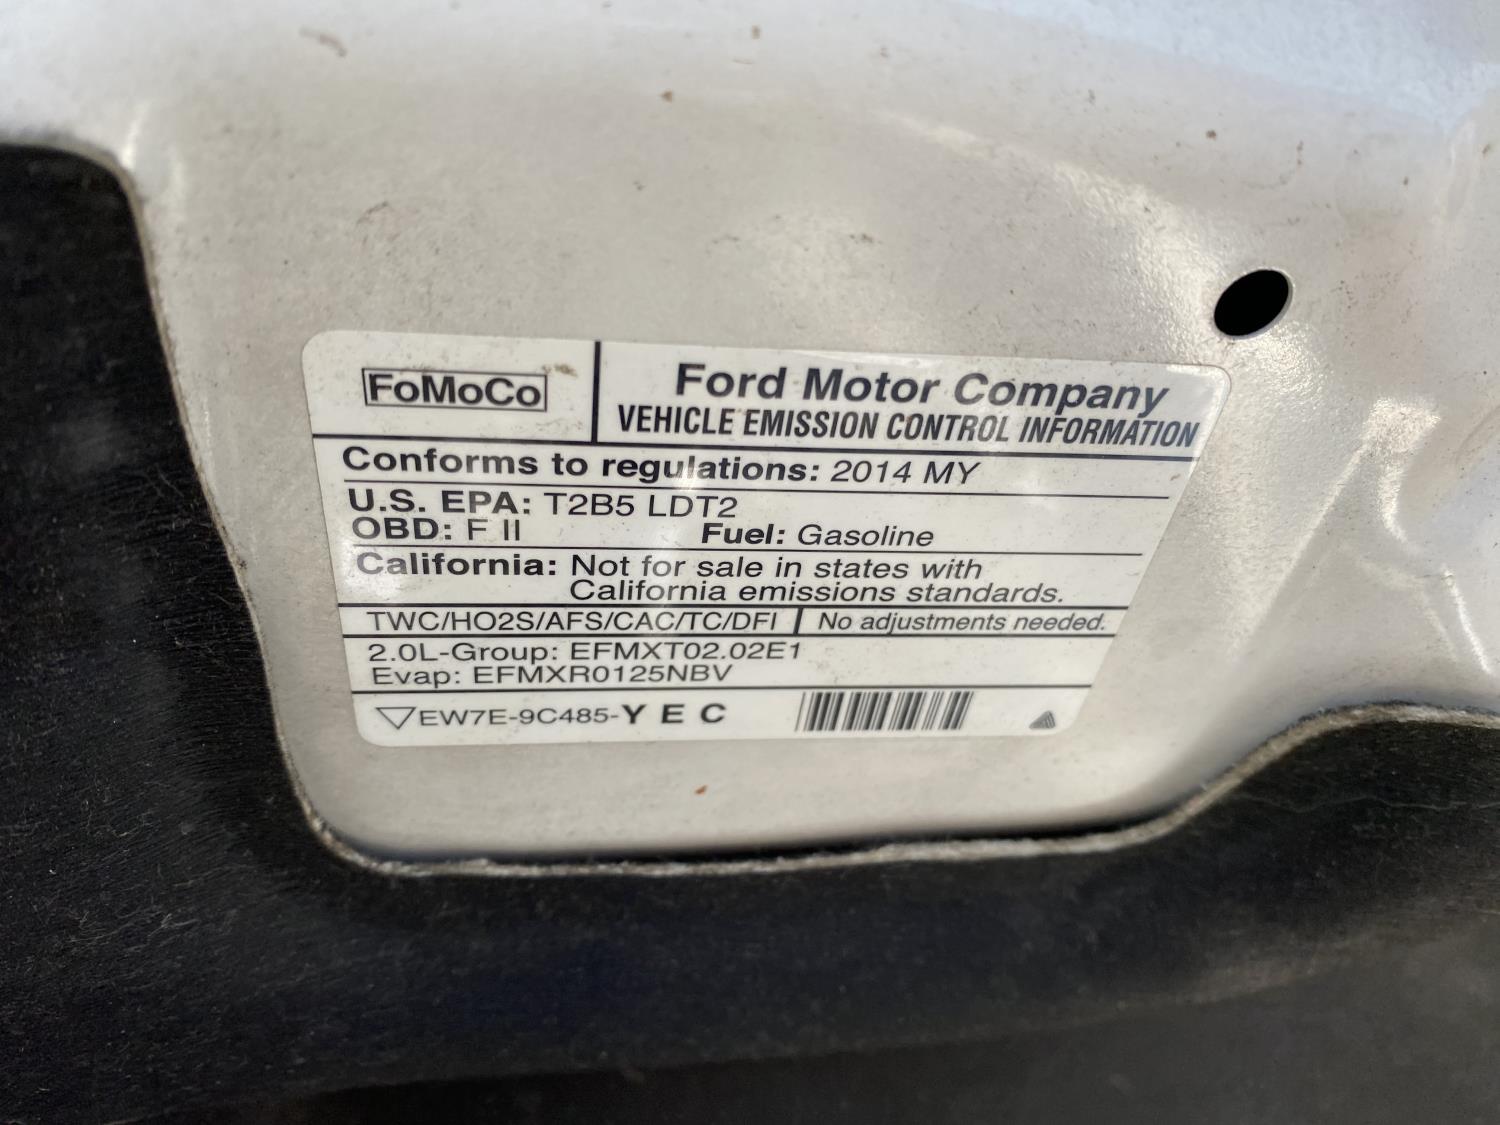 FoMoCo
Ford Motor Company
VEHICLE EMISSION CONTROL INFORMATION
Conforms to regulations: 2014 MY
U.S. EPA: T2B5 LDT2
OBD: F II Fuel: Gasoline
California: Not for sale in states with
California emissions standards.
TWC/HO2S/AFS/CAC/TC/DFI No adjustments needed.
2.0L-Group: EFMXT02.02E1
Evap: EFMXR0125NBV
EW7E-9C485-Y E C